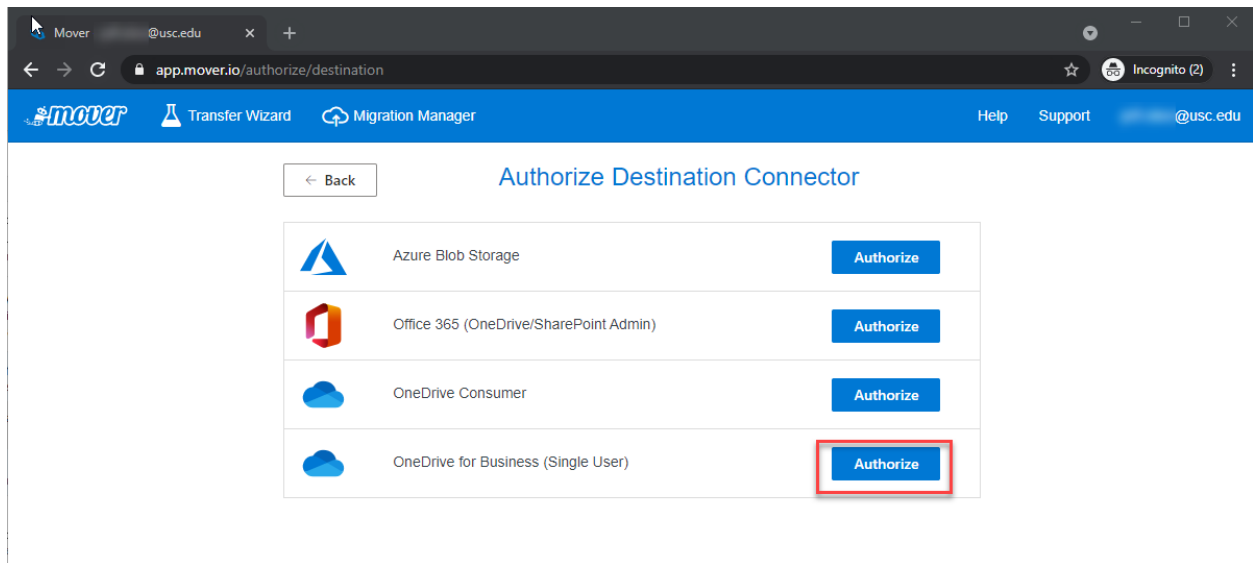 Mover @usc.edu
app.mover.io/authorize/destination
Incognito (2)
mover
Transfer Wizard
Migration Manager
Help
Support
@usc.edu
← Back
Authorize Destination Connector
Azure Blob Storage
Authorize
Office 365 (OneDrive/SharePoint Admin)
Authorize
OneDrive Consumer
Authorize
OneDrive for Business (Single User)
Authorize